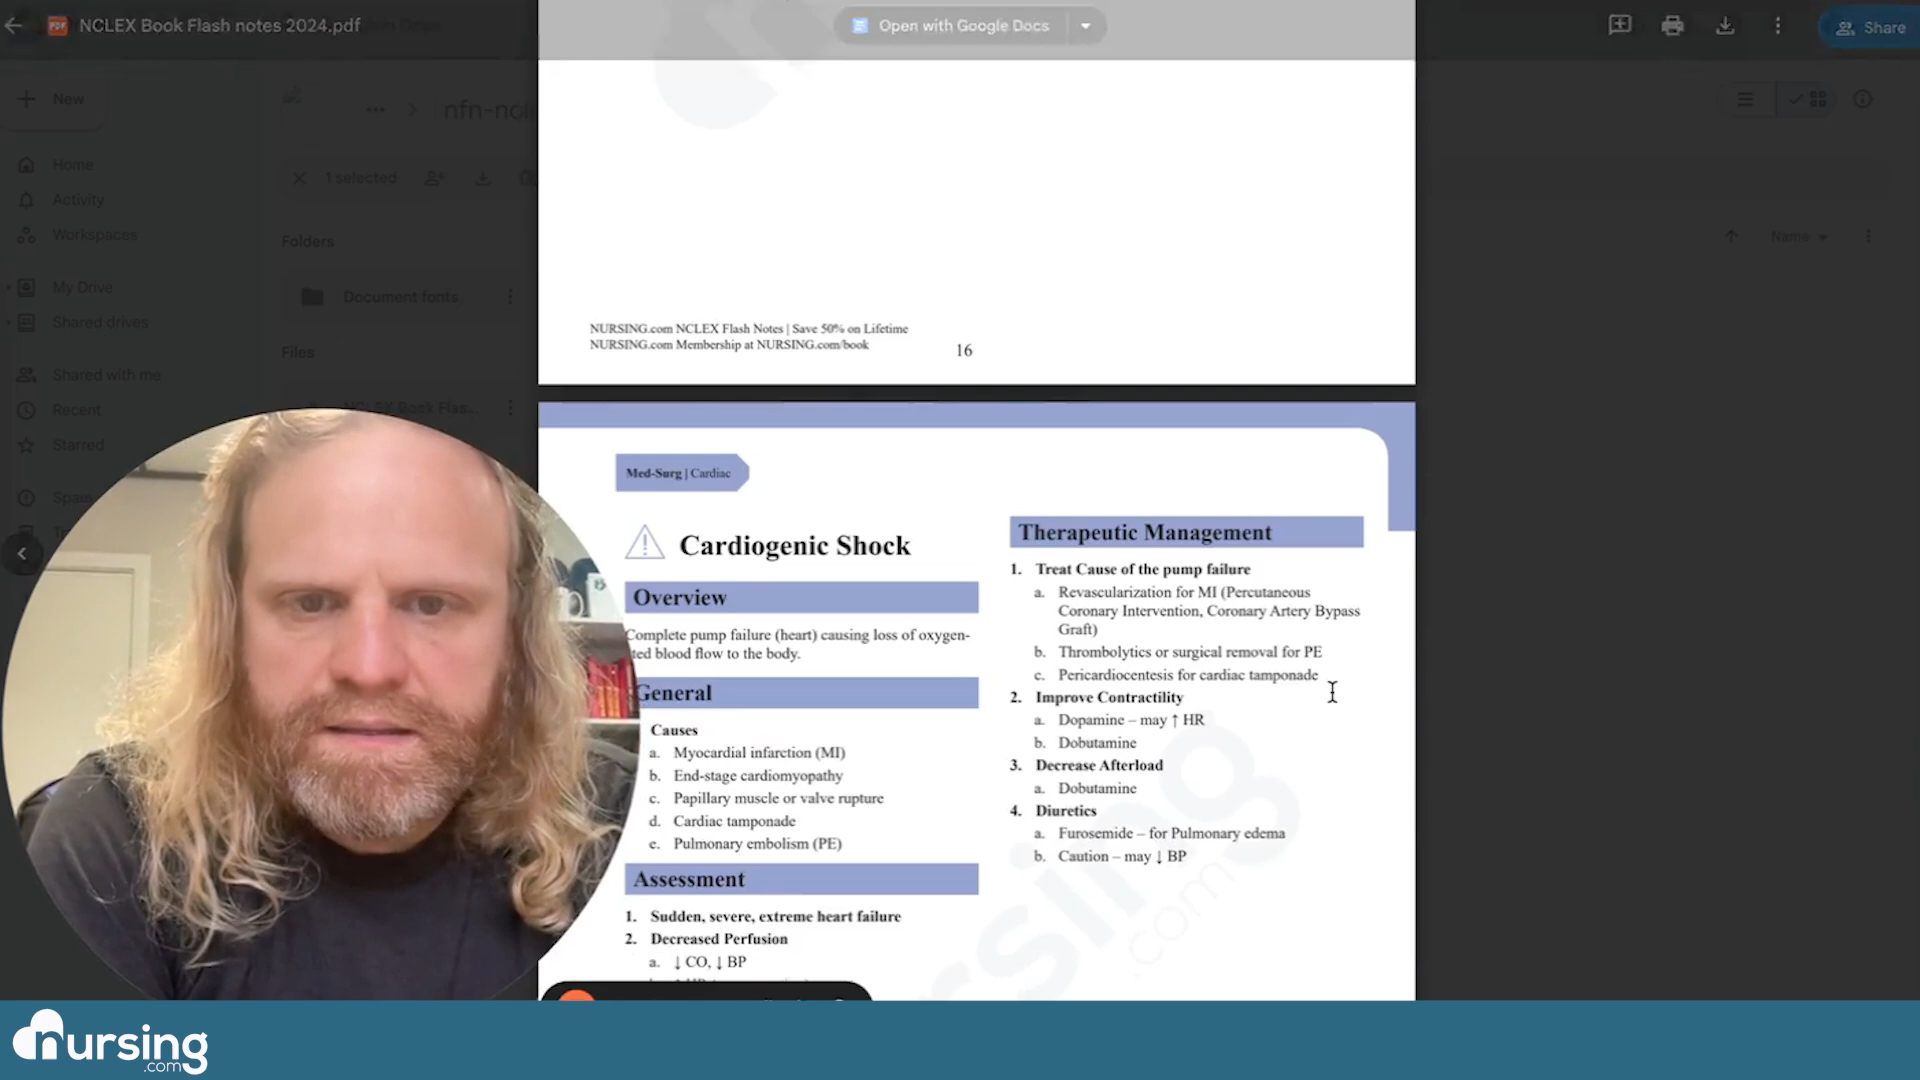 NCLEX Book Flash notes 2024.pdf
Open with Google Docs
Share
New
nfn-ncl
Home
1 selected
Activity
Workspaces
Name
Folders
My Drive
Document fonts
Shared drives
Files
Shared with me
NCLEX Book Flas...
Recent
Starred
Spam
NURSING.com NCLEX Flash Notes | Save 50% on Lifetime
NURSING.com Membership at NURSING.com/book
16
Med-Surg | Cardiac
Cardiogenic Shock
Overview
Complete pump failure (heart) causing loss of oxygen-
ted blood flow to the body.
General
Causes
a. Myocardial infarction (MI)
b. End-stage cardiomyopathy
c. Papillary muscle or valve rupture
d. Cardiac tamponade
e. Pulmonary embolism (PE)
Assessment
1. Sudden, severe, extreme heart failure
2. Decreased Perfusion
a. ↓ CO, ↓ BP
Therapeutic Management
1. Treat Cause of the pump failure
a. Revascularization for MI (Percutaneous
Coronary Intervention, Coronary Artery Bypass
Graft)
b. Thrombolytics or surgical removal for PE
c. Pericardiocentesis for cardiac tamponade
2. Improve Contractility
a. Dopamine – may ↑ HR
b. Dobutamine
3. Decrease Afterload
a. Dobutamine
4. Diuretics
a. Furosemide – for Pulmonary edema
b. Caution – may ↓ BP
nursing
.com